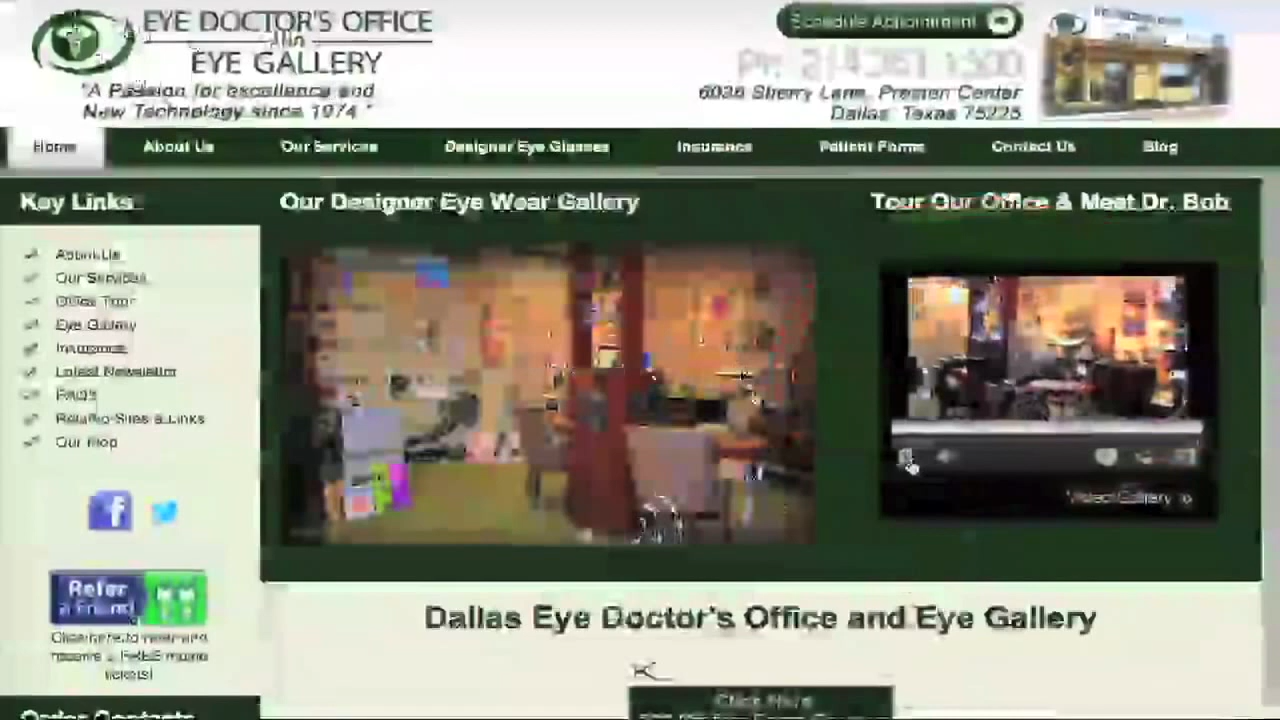 EYE DOCTOR'S OFFICE
EYE GALLERY
"A Passion for Excellence and
New Technology since 1974."
Schedule Appointment
Sherry Lane, Preston Center
Dallas, Texas 75225
Home
About Us
Our Services
Designer Eye Glasses
Insurance
Patient Forms
Contact Us
Blog
Key Links
Our Designer Eye Wear Gallery
Tour Our Office & Meet Dr. Bob
About Us
Our Services
Office Tour
Eye Gallery
Insurance
Latest Newsletter
FAQ's
Sites & Links
Our Blog
Video Gallery
Refer
a Friend
Dallas Eye Doctor's Office and Eye Gallery
Click Here
Order Contacts